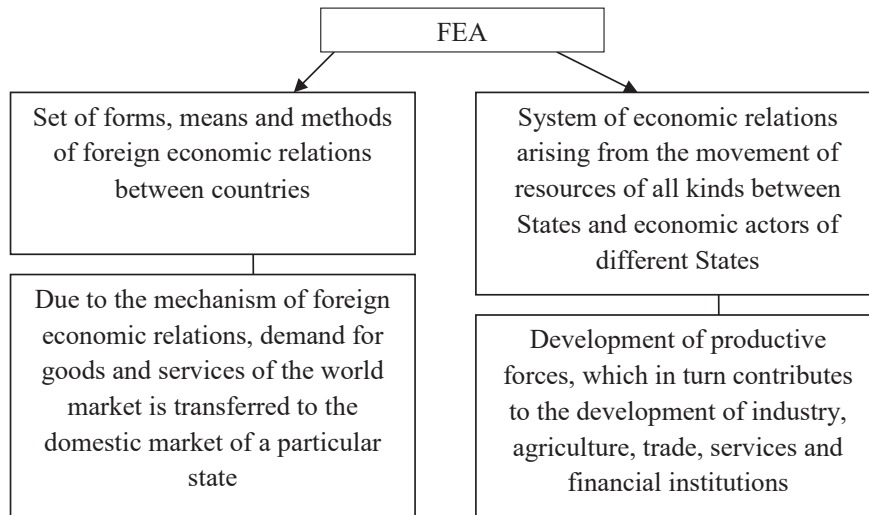 FEA
Set of forms, means and methods
of foreign economic relations
between countries
Due to the mechanism of foreign
economic relations, demand for
goods and services of the world
market is transferred to the
domestic market of a particular
state
System of economic relations
arising from the movement of
resources of all kinds between
States and economic actors of
different States
Development of productive
forces, which in turn contributes
to the development of industry,
agriculture, trade, services and
financial institutions